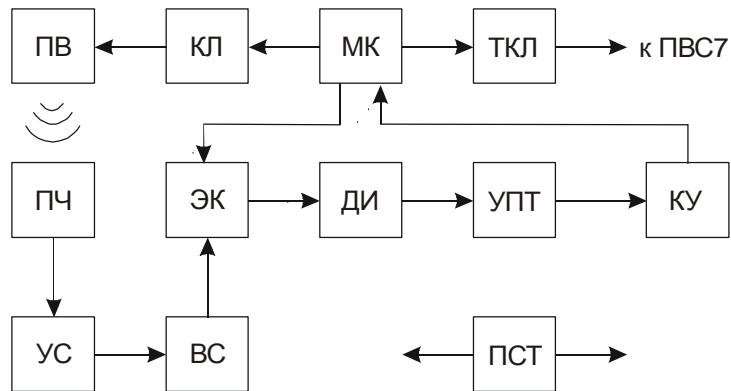 ПВ КЛ МК ТКЛ к ПВС7
ПЧ ЭК ДИ УПТ КУ
УС ВС ПСТ